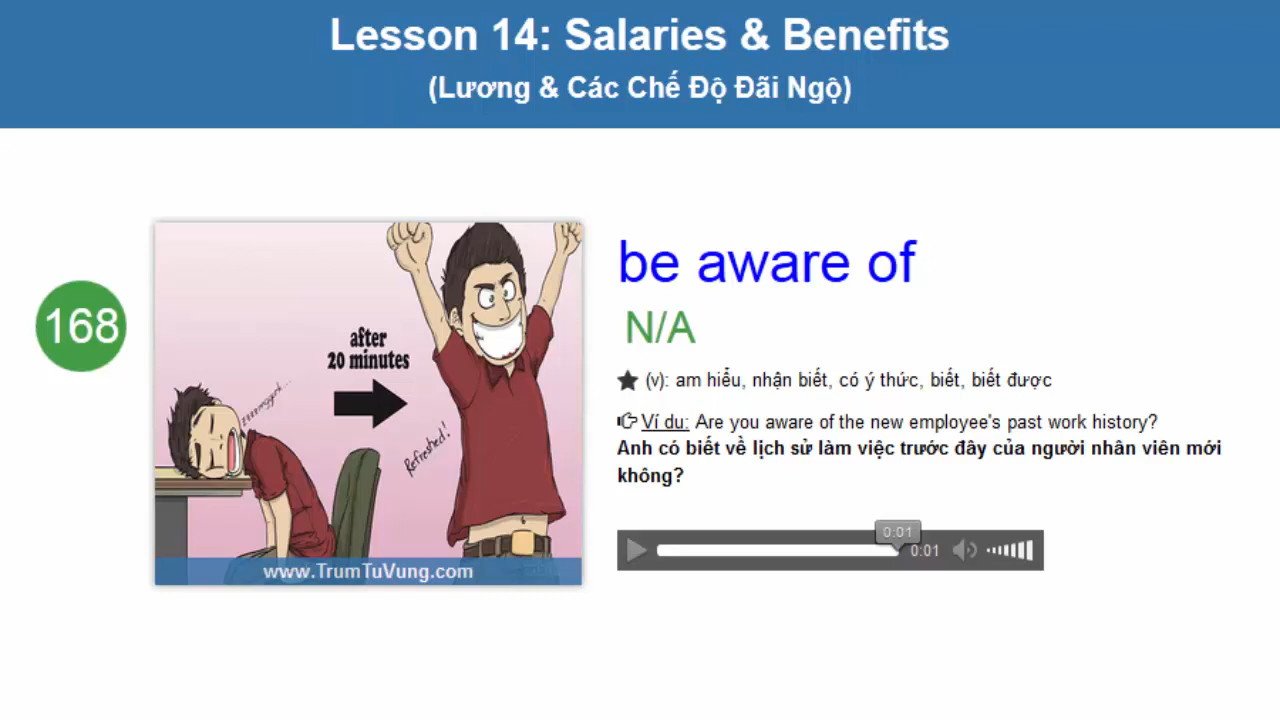 Lesson 14: Salaries & Benefits
(Lương & Các Chế Độ Đãi Ngộ)
168
after
20 minutes
Refreshed!
www.TrumTuVung.com
be aware of
N/A
(v): am hiểu, nhận biết, có ý thức, biết, biết được
Ví du: Are you aware of the new employee's past work history?
Anh có biết về lịch sử làm việc trước đây của người nhân viên mới
không?
0:01
0:01